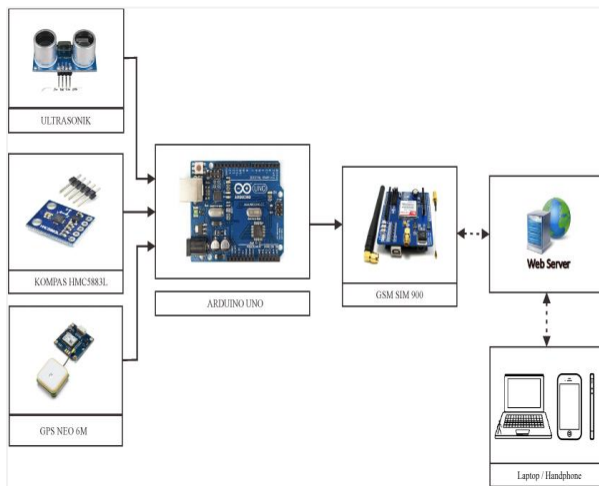 ULTRASONIK
KOMPAS HMC5883L
GPS NEO 6M
ARDUINO UNO
GSM SIM 900
Web Server
Laptop / Handphone